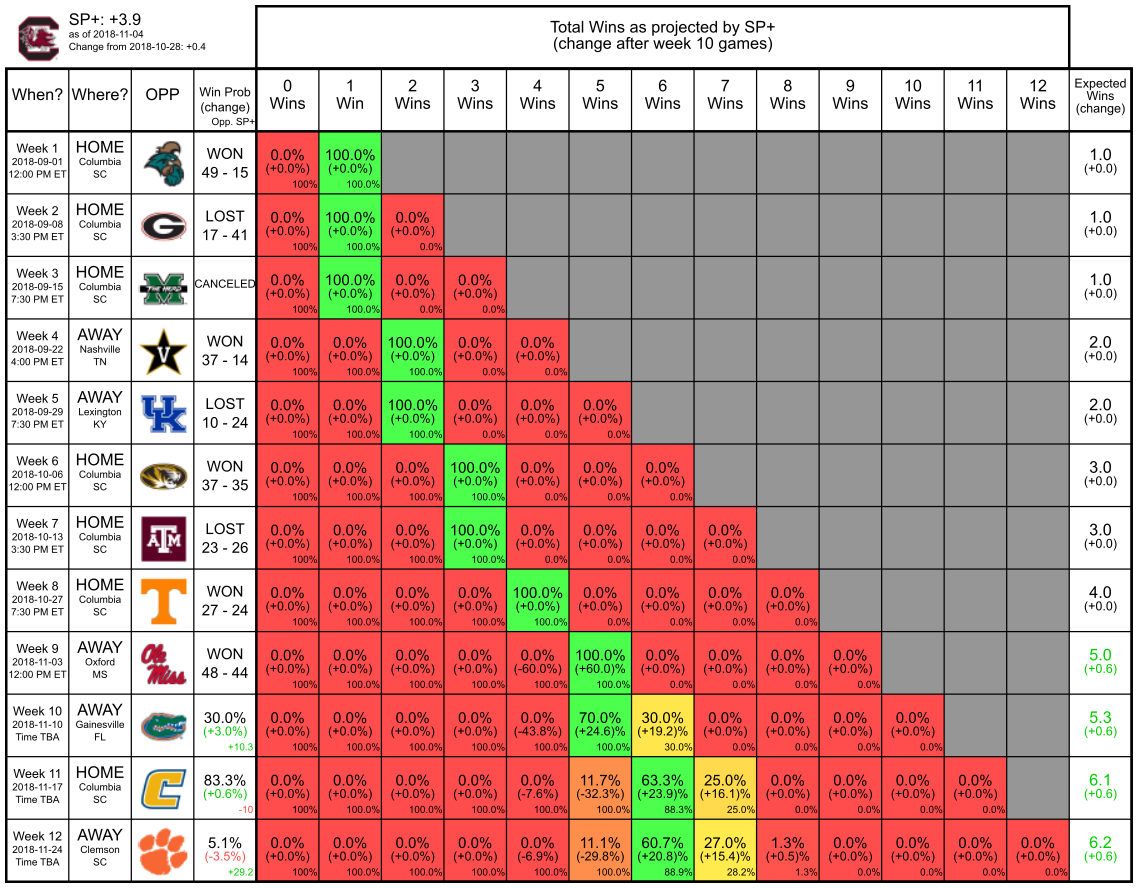 SP+: +3.9
as of 2018-11-04
Change from 2018-10-28: +0.4
Total Wins as projected by SP+
(change after week 10 games)
When? Where? OPP Win Prob (change) Opp. SP+ 0 Wins 1 Win 2 Wins 3 Wins 4 Wins 5 Wins 6 Wins 7 Wins 8 Wins 9 Wins 10 Wins 11 Wins 12 Wins Expected Wins (change)
Week 1 HOME WON 0.0% 100.0% 1.0
2018-09-01 Columbia (+0.0%) (+0.0%) (+0.0)
12:00 PM ET SC 49 - 15 100% 100.0%
Week 2 HOME LOST 0.0% 100.0% 0.0% 1.0
2018-09-08 Columbia G (+0.0%) (+0.0%) (+0.0%) (+0.0)
3:30 PM ET SC 17 - 41 100% 100.0% 0.0%
Week 3 HOME 0.0% 100.0% 0.0% 0.0% 1.0
2018-09-15 Columbia M THE HERD CANCELED (+0.0%) (+0.0%) (+0.0%) (+0.0%) (+0.0)
7:30 PM ET SC 100% 100.0% 0.0% 0.0%
Week 4 AWAY WON 0.0% 0.0% 100.0% 0.0% 0.0% 2.0
2018-09-22 Nashville V (+0.0%) (+0.0%) (+0.0%) (+0.0%) (+0.0%) (+0.0)
4:00 PM ET TN 37 - 14 100% 100.0% 100.0% 0.0% 0.0%
Week 5 AWAY LOST 0.0% 0.0% 100.0% 0.0% 0.0% 0.0% 2.0
2018-09-29 Lexington UK (+0.0%) (+0.0%) (+0.0%) (+0.0%) (+0.0%) (+0.0%) (+0.0)
7:30 PM ET KY 10 - 24 100% 100.0% 100.0% 0.0% 0.0% 0.0%
Week 6 HOME WON 0.0% 0.0% 0.0% 100.0% 0.0% 0.0% 0.0% 3.0
2018-10-06 Columbia (+0.0%) (+0.0%) (+0.0%) (+0.0%) (+0.0%) (+0.0%) (+0.0%) (+0.0)
12:00 PM ET SC 37 - 35 100% 100.0% 100.0% 100.0% 0.0% 0.0% 0.0%
Week 7 HOME LOST 0.0% 0.0% 0.0% 100.0% 0.0% 0.0% 0.0% 0.0% 3.0
2018-10-13 Columbia ATM (+0.0%) (+0.0%) (+0.0%) (+0.0%) (+0.0%) (+0.0%) (+0.0%) (+0.0%) (+0.0)
3:30 PM ET SC 23 - 26 100% 100.0% 100.0% 100.0% 0.0% 0.0% 0.0% 0.0%
Week 8 HOME WON 0.0% 0.0% 0.0% 0.0% 100.0% 0.0% 0.0% 0.0% 0.0% 4.0
2018-10-27 Columbia T (+0.0%) (+0.0%) (+0.0%) (+0.0%) (+0.0%) (+0.0%) (+0.0%) (+0.0%) (+0.0%) (+0.0)
7:30 PM ET SC 27 - 24 100% 100.0% 100.0% 100.0% 100.0% 0.0% 0.0% 0.0% 0.0%
Week 9 AWAY WON 0.0% 0.0% 0.0% 0.0% 0.0% 100.0% 0.0% 0.0% 0.0% 0.0% 5.0
2018-11-03 Oxford Ole Miss (+0.0%) (+0.0%) (+0.0%) (+0.0%) (-60.0%) (+60.0)% (+0.0%) (+0.0%) (+0.0%) (+0.0%) (+0.6)
12:00 PM ET MS 48 - 44 100% 100.0% 100.0% 100.0% 100.0% 100.0% 0.0% 0.0% 0.0% 0.0%
Week 10 AWAY 30.0% 0.0% 0.0% 0.0% 0.0% 0.0% 70.0% 30.0% 0.0% 0.0% 0.0% 0.0% 5.3
2018-11-10 Gainesville (+3.0%) (+0.0%) (+0.0%) (+0.0%) (+0.0%) (-43.8%) (+24.6)% (+19.2)% (+0.0%) (+0.0%) (+0.0%) (+0.0%) (+0.6)
Time TBA FL +10.3 100% 100.0% 100.0% 100.0% 100.0% 100.0% 30.0% 0.0% 0.0% 0.0% 0.0%
Week 11 HOME 83.3% 0.0% 0.0% 0.0% 0.0% 0.0% 11.7% 63.3% 25.0% 0.0% 0.0% 0.0% 0.0% 6.1
2018-11-17 Columbia C (+0.6%) (+0.0%) (+0.0%) (+0.0%) (+0.0%) (-7.6%) (-32.3%) (+23.9)% (+16.1)% (+0.0%) (+0.0%) (+0.0%) (+0.0%) (+0.6)
Time TBA SC -10 100% 100.0% 100.0% 100.0% 100.0% 100.0% 88.3% 25.0% 0.0% 0.0% 0.0% 0.0%
Week 12 AWAY 5.1% 0.0% 0.0% 0.0% 0.0% 0.0% 11.1% 60.7% 27.0% 1.3% 0.0% 0.0% 0.0% 0.0% 6.2
2018-11-24 Clemson (-3.5%) (+0.0%) (+0.0%) (+0.0%) (+0.0%) (-6.9%) (-29.8%) (+20.8)% (+15.4)% (+0.5)% (+0.0%) (+0.0%) (+0.0%) (+0.0%) (+0.6)
Time TBA SC +29.2 100% 100.0% 100.0% 100.0% 100.0% 100.0% 88.9% 28.2% 1.3% 0.0% 0.0% 0.0% 0.0%